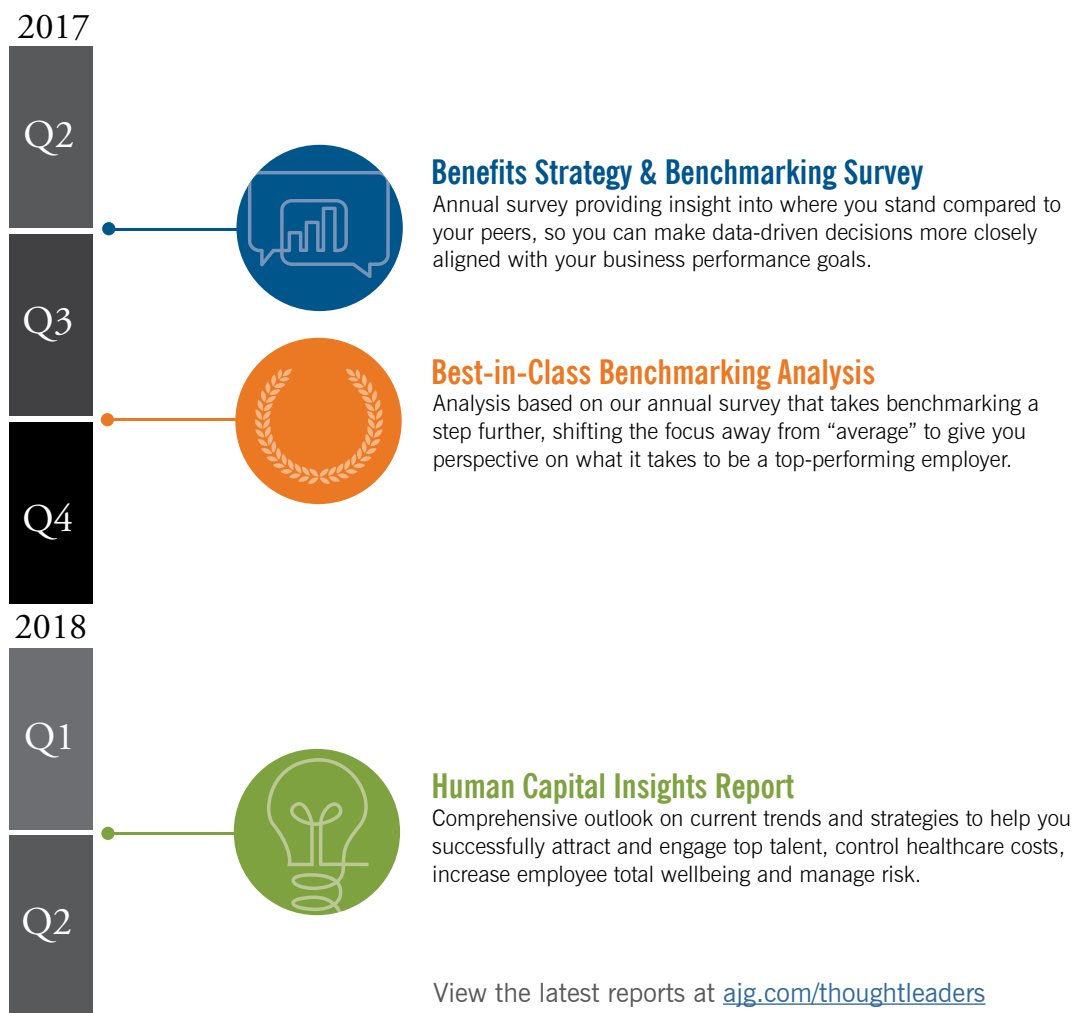 2017
Q2
Benefits Strategy & Benchmarking Survey
Annual survey providing insight into where you stand compared to
your peers, so you can make data-driven decisions more closely
aligned with your business performance goals.
Q3
Best-in-Class Benchmarking Analysis
Analysis based on our annual survey that takes benchmarking a
step further, shifting the focus away from “average” to give you
perspective on what it takes to be a top-performing employer.
Q4
2018
Q1
Human Capital Insights Report
Comprehensive outlook on current trends and strategies to help you
successfully attract and engage top talent, control healthcare costs,
increase employee total wellbeing and manage risk.
Q2
View the latest reports at ajg.com/thoughtleaders